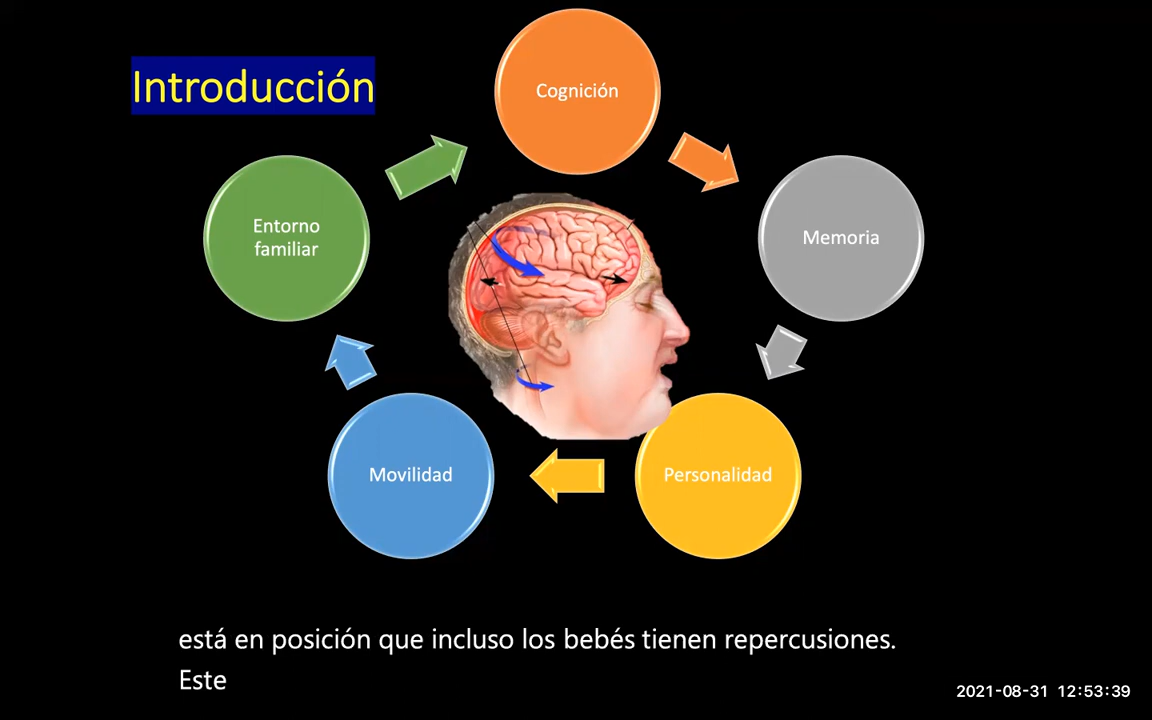 Introducción
Cognición
Memoria
Personalidad
Movilidad
Entorno
familiar
está en posición que incluso los bebés tienen repercusiones.
Este
2021-08-31 12:53:39